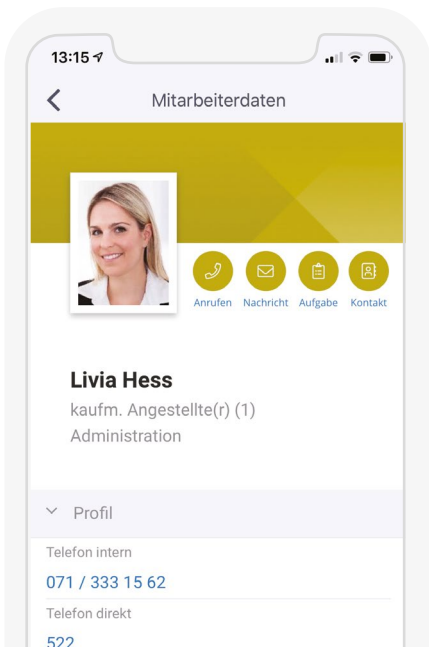 13:15
Mitarbeiterdaten
Anrufen Nachricht Aufgabe Kontakt
Livia Hess
kaufm. Angestellte(r) (1)
Administration
Profil
Telefon intern
071 / 333 15 62
Telefon direkt
522